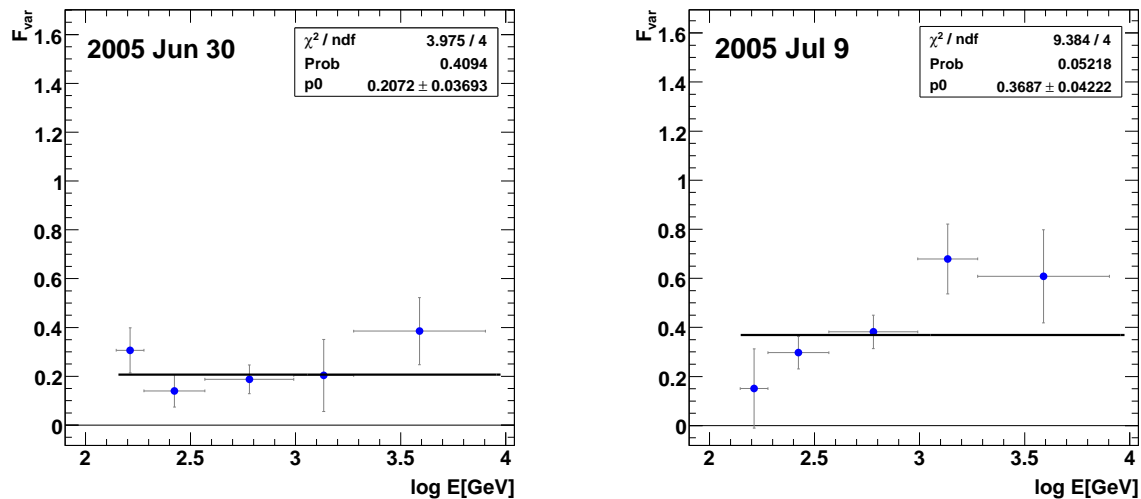 F_var
2005 Jun 30
χ² / ndf 3.975 / 4
Prob 0.4094
p0 0.2072 ± 0.03693
1.6
1.4
1.2
1
0.8
0.6
0.4
0.2
0
2 2.5 3 3.5 4
log E[GeV]
F_var
2005 Jul 9
χ² / ndf 9.384 / 4
Prob 0.05218
p0 0.3687 ± 0.04222
1.6
1.4
1.2
1
0.8
0.6
0.4
0.2
0
2 2.5 3 3.5 4
log E[GeV]